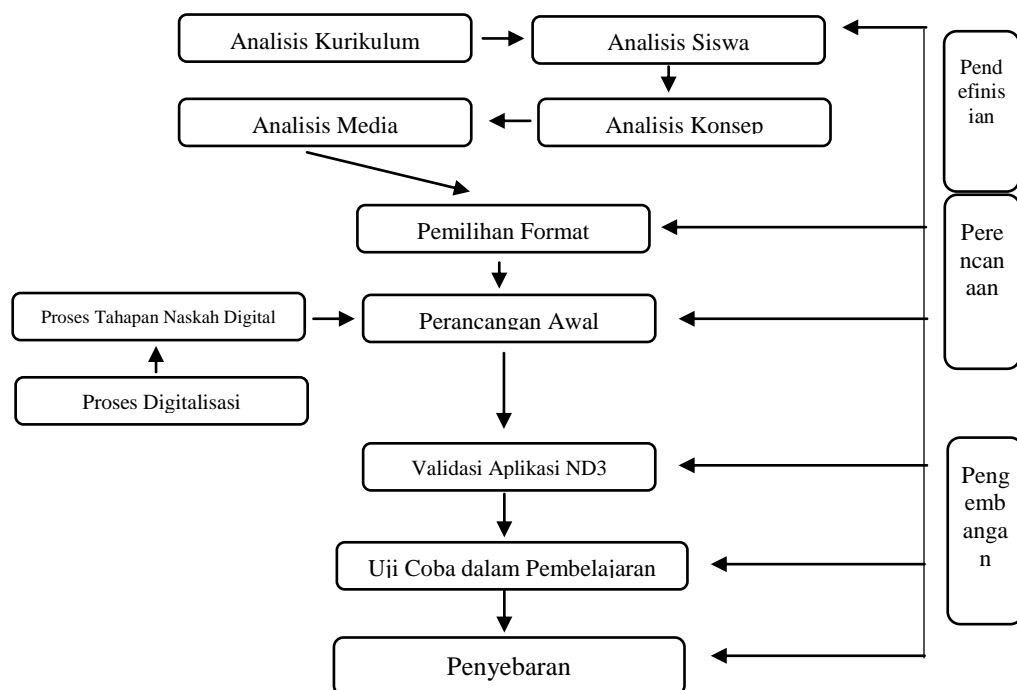 Analisis Kurikulum
Analisis Siswa
Analisis Media
Analisis Konsep
Pemilihan Format
Proses Tahapan Naskah Digital
Perancangan Awal
Proses Digitalisasi
Validasi Aplikasi ND3
Uji Coba dalam Pembelajaran
Penyebaran
Pend
efinis
ian
Pere
ncan
aan
Peng
emb
anga
n